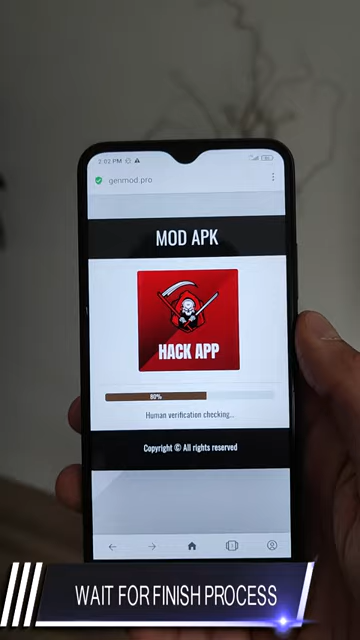 2:02 PM
genmod.pro
MOD APK
HACK APP
80%
Human verification checking...
Copyright © All rights reserved
WAIT FOR FINISH PROCESS